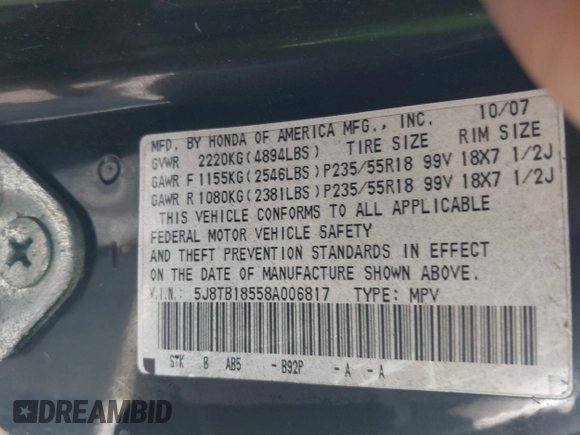 MFD. BY HONDA OF AMERICA MFG., INC. 10/07
GVWR 2220KG(4894LBS) TIRE SIZE RIM SIZE
GAWR F1155KG(2546LBS)P235/55R18 99V 18X7 1/2J
GAWR R1080KG(2381LBS)P235/55R18 99V 18X7 1/2J
THIS VEHICLE CONFORMS TO ALL APPLICABLE
FEDERAL MOTOR VEHICLE SAFETY
AND THEFT PREVENTION STANDARDS IN EFFECT
ON THE DATE OF MANUFACTURE SHOWN ABOVE.
V.I.N.: 5J8TB18558A006817 TYPE: MPV
STK 8 AB5 -B92P -A -A
DREAMBID